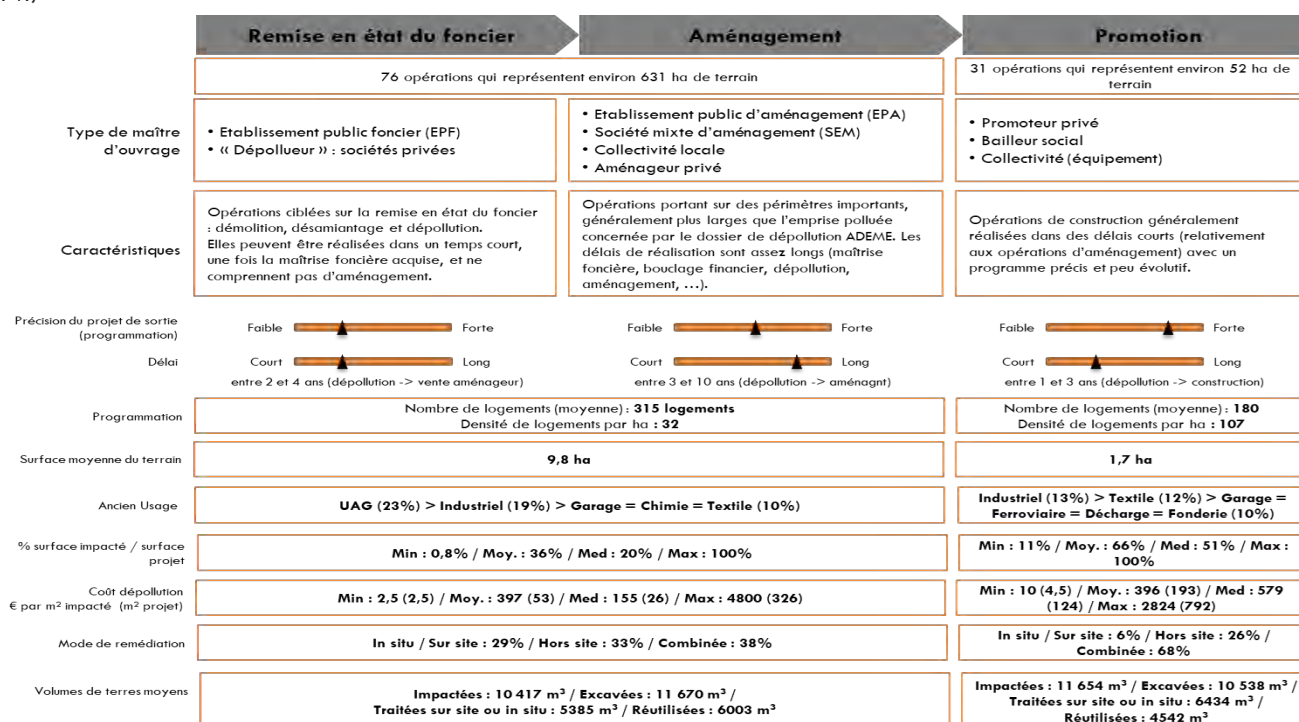 Remise en état du foncier
Aménagement
Promotion
76 opérations qui représentent environ 631 ha de terrain
31 opérations qui représentent environ 52 ha de
terrain
Type de maître
d'ouvrage
• Etablissement public foncier (EPF)
• « Dépollueur » : sociétés privées
• Etablissement public d'aménagement (EPA)
• Société mixte d'aménagement (SEM)
• Collectivité locale
• Aménageur privé
• Promoteur privé
• Bailleur social
• Collectivité (équipement)
Caractéristiques
Opérations ciblées sur la remise en état du foncier
: démolition, désamiantage et dépollution.
Elles peuvent être réalisées dans un temps court,
une fois la maîtrise foncière acquise, et ne
comprennent pas d'aménagement.
Opérations portant sur des périmètres importants,
généralement plus larges que l'emprise polluée
concernée par le dossier de dépollution ADEME. Les
délais de réalisation sont assez longs (maîtrise
foncière, bouclage financier, dépollution,
aménagement, ...).
Opérations de construction généralement
réalisées dans des délais courts (relativement
aux opérations d'aménagement) avec un
programme précis et peu évolutif.
Précision du projet de sortie
(programmation)
Faible Forte
Faible Forte
Faible Forte
Délai
Court Long
entre 2 et 4 ans (dépollution -> vente aménageur)
Court Long
entre 3 et 10 ans (dépollution -> aménagnt)
Court Long
entre 1 et 3 ans (dépollution -> construction)
Programmation
Nombre de logements (moyenne) : 315 logements
Densité de logements par ha : 32
Nombre de logements (moyenne) : 180
Densité de logements par ha : 107
Surface moyenne du terrain
9,8 ha
1,7 ha
Ancien Usage
UAG (23%) > Industriel (19%) > Garage = Chimie = Textile (10%)
Industriel (13%) > Textile (12%) > Garage =
Ferroviaire = Décharge = Fonderie (10%)
% surface impacté / surface
projet
Min : 0,8% / Moy. : 36% / Med : 20% / Max : 100%
Min : 11% / Moy. : 66% / Med : 51% / Max :
100%
Coût dépollution
€ par m² impacté (m² projet)
Min : 2,5 (2,5) / Moy. : 397 (53) / Med : 155 (26) / Max : 4800 (326)
Min : 10 (4,5) / Moy. : 396 (193) / Med : 579
(124) / Max : 2824 (792)
Mode de remédiation
In situ / Sur site : 29% / Hors site : 33% / Combinée : 38%
In situ / Sur site : 6% / Hors site : 26% /
Combinée : 68%
Volumes de terres moyens
Impactées : 10 417 m³ / Excavées : 11 670 m³ /
Traitées sur site ou in situ : 5385 m³ / Réutilisées : 6003 m³
Impactées : 11 654 m³ / Excavées : 10 538 m³ /
Traitées sur site ou in situ : 6434 m³ /
Réutilisées : 4542 m³